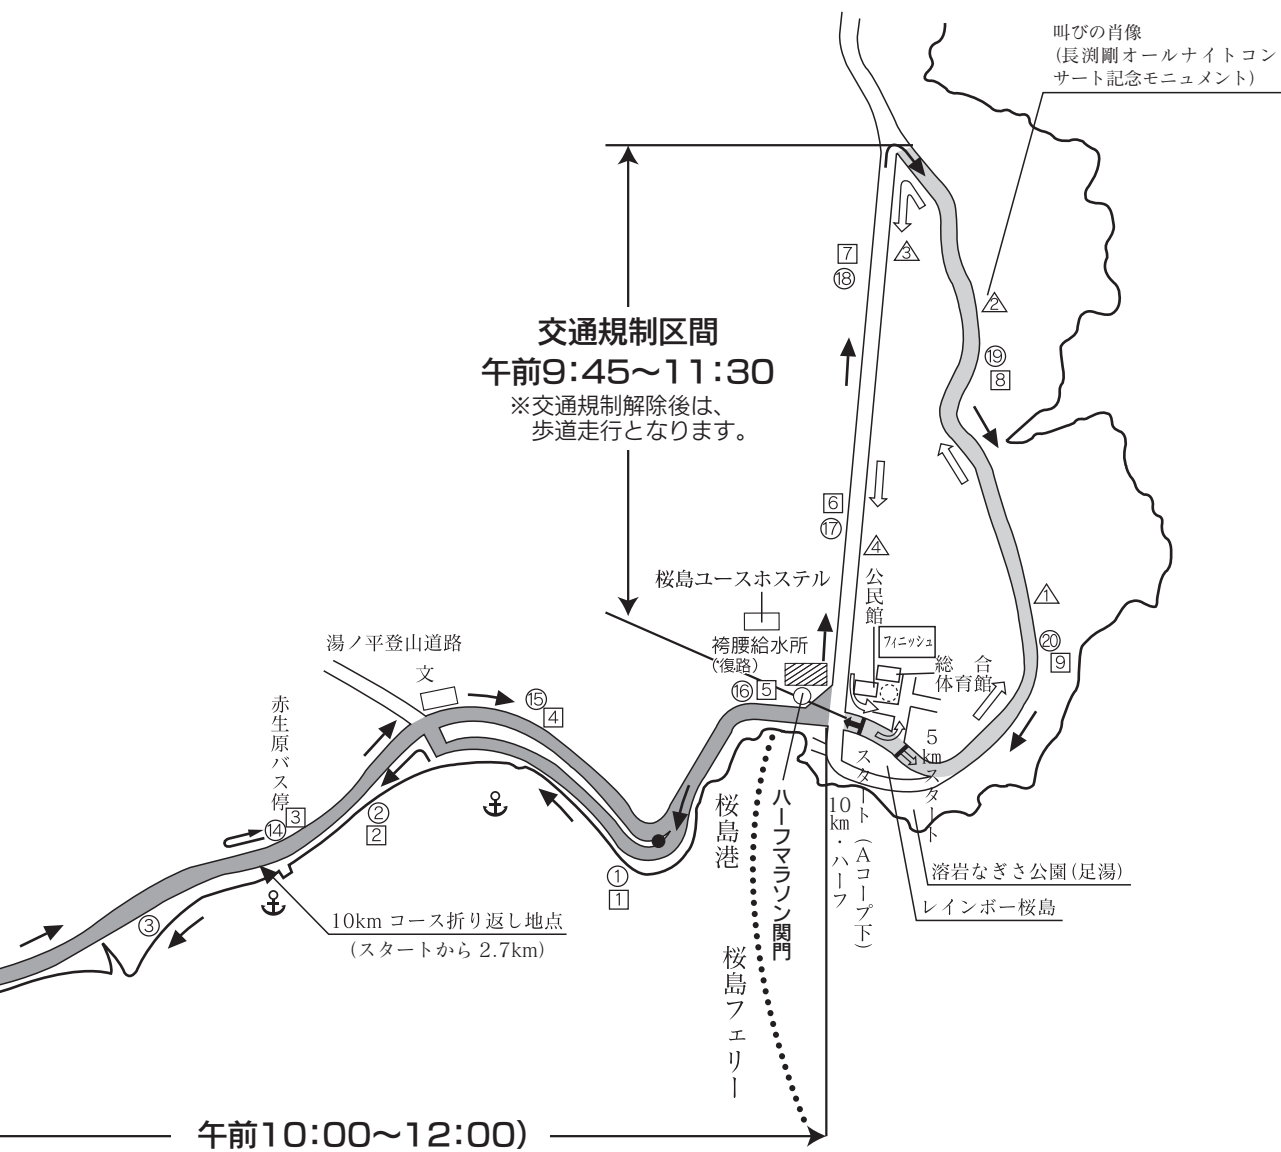 叫びの肖像
(長渕剛オールナイトコン
サート記念モニュメント)
交通規制区間
午前9:45〜11:30
※交通規制解除後は、
歩道走行となります。
7
⑱
3
2
⑲
8
6
⑰
4
1
⑳
9
桜島ユースホステル
公民館
袴腰給水所
(復路)
フィニッシュ
総合
体育館
⑯
5
湯ノ平登山道路
文
⑮
4
赤生原バス停
3
⑭
②
2
①
1
③
10km コース折り返し地点
(スタートから 2.7km)
桜島港
桜島フェリー
ハーフマラソン関門
10km・ハーフ
スタート(Aコープ下)
5km
スタート
溶岩なぎさ公園(足湯)
レインボー桜島
午前10:00〜12:00)